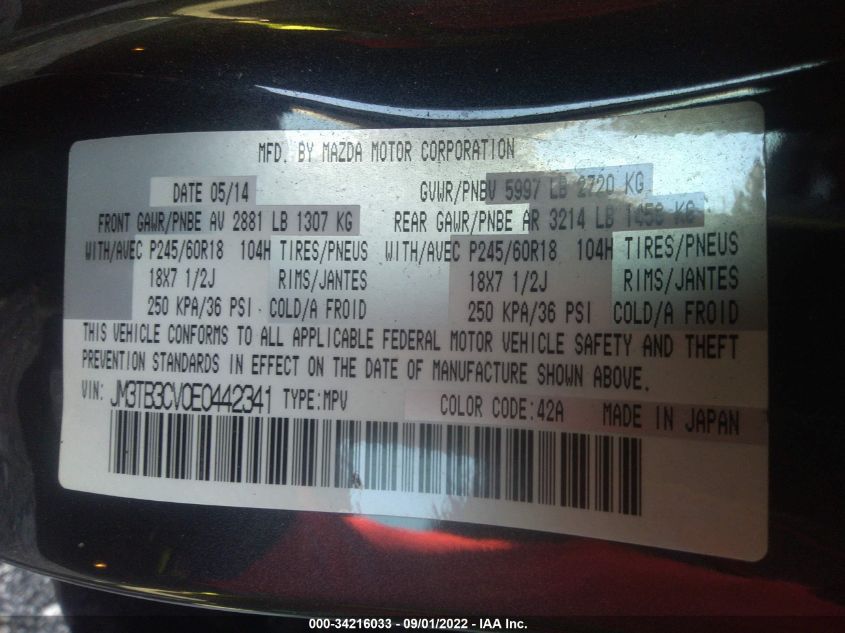 MFD. BY MAZDA MOTOR CORPORATION
DATE 05/14 GVWR/PNBV 5997 LB 2720 KG
FRONT GAWR/PNBE AV 2881 LB 1307 KG REAR GAWR/PNBE AR 3214 LB 1458 KG
WITH/AVEC P245/60R18 104H TIRES/PNEUS WITH/AVEC P245/60R18 104H TIRES/PNEUS
18X7 1/2J RIMS/JANTES 18X7 1/2J RIMS/JANTES
250 KPA/36 PSI COLD/A FROID 250 KPA/36 PSI COLD/A FROID
THIS VEHICLE CONFORMS TO ALL APPLICABLE FEDERAL MOTOR VEHICLE SAFETY AND THEFT
PREVENTION STANDARDS IN EFFECT ON THE DATE OF MANUFACTURE SHOWN ABOVE.
VIN: JM3TB3CV0E0442341 TYPE:MPV COLOR CODE:42A MADE IN JAPAN
000-34216033 - 09/01/2022 - IAA Inc.